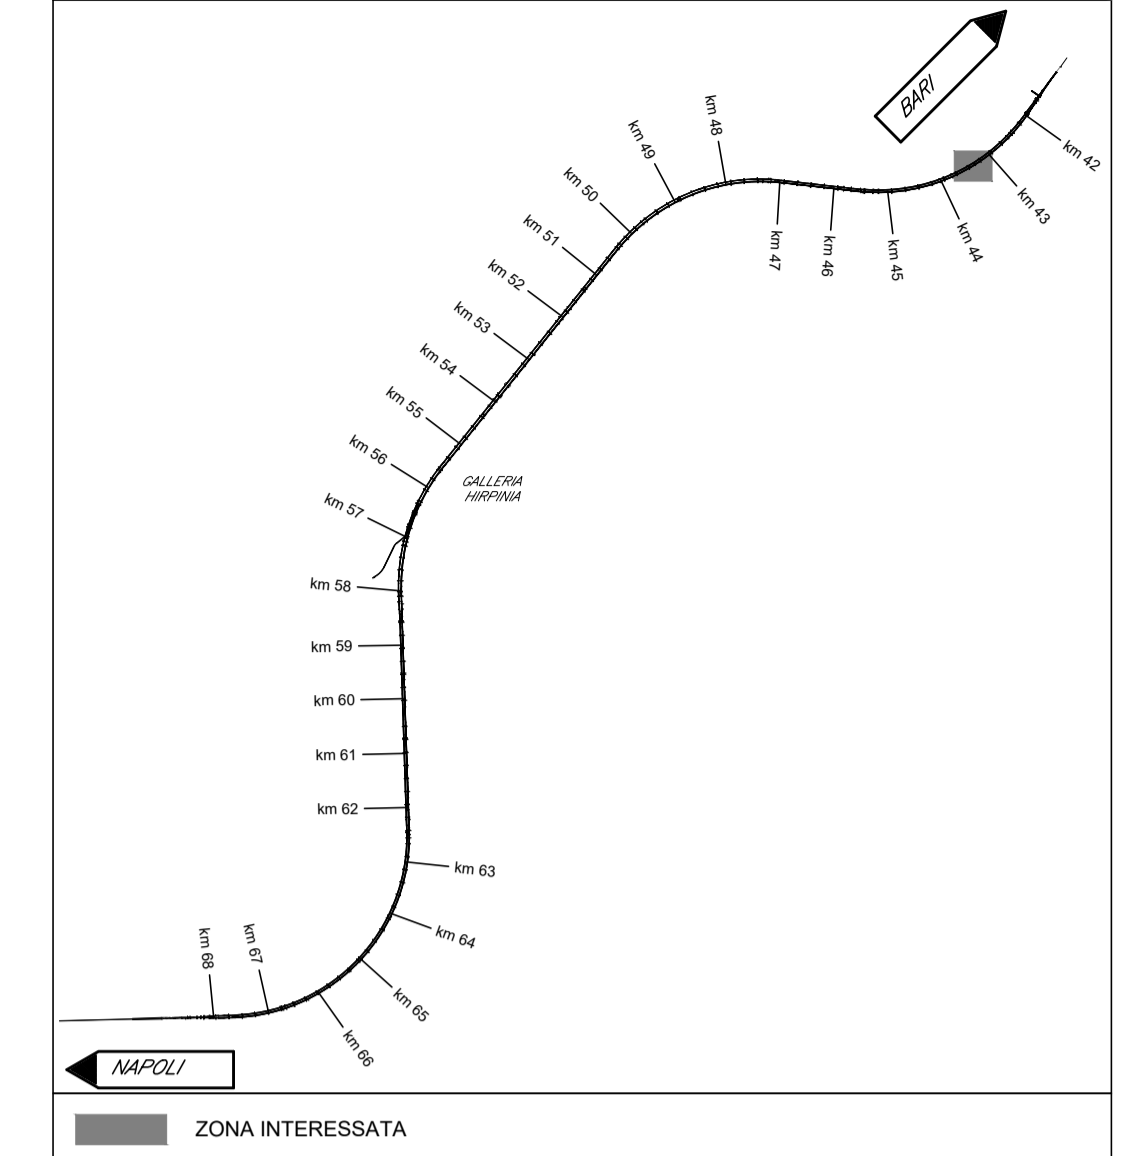 BARI
km 42
km 43
km 44
km 45
km 46
km 47
km 48
km 49
km 50
km 51
km 52
km 53
km 54
km 55
km 56
GALLERIA
HIRPINIA
km 57
km 58
km 59
km 60
km 61
km 62
km 63
km 64
km 65
km 66
km 67
km 68
NAPOLI
ZONA INTERESSATA